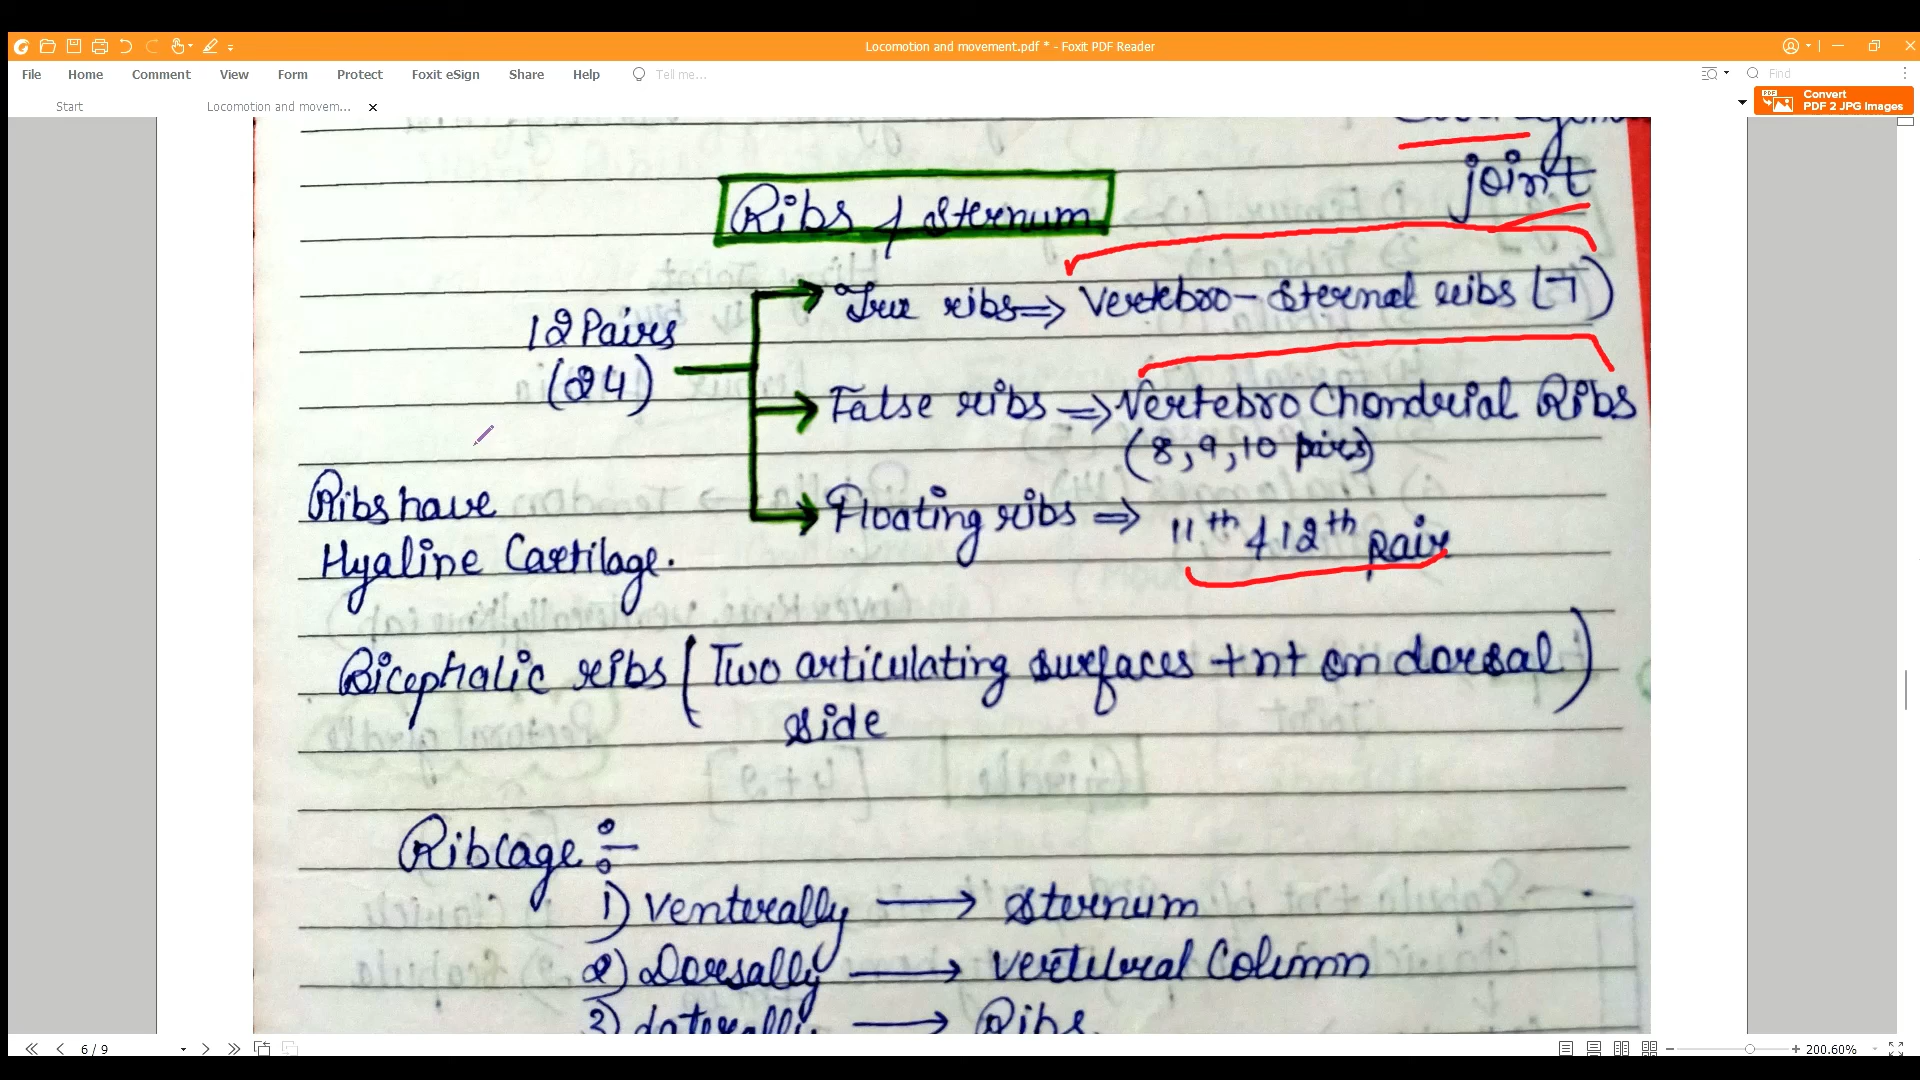 Locomotion and movement.pdf * - Foxit PDF Reader
File Home Comment View Form Protect Foxit eSign Share Help Tell me... Find
Start Locomotion and movem...
Convert
PDF 2 JPG Images
joint
Ribs & Sternum
12 Pairs
(24)
True ribs ⇒ Vertebro-Sternal ribs (7)
False ribs ⇒ Vertebro Chondrial Ribs
(8,9,10 pairs)
Floating ribs ⇒ 11th & 12th pair
Ribs have
Hyaline Cartilage.
Bicephalic ribs (Two articulating surfaces +nt on dorsal)
side
Ribcage ÷
1) Venterally → Sternum
2) Dorsally → Vertebral Column
3) laterally → Ribs
6 / 9
200.60%